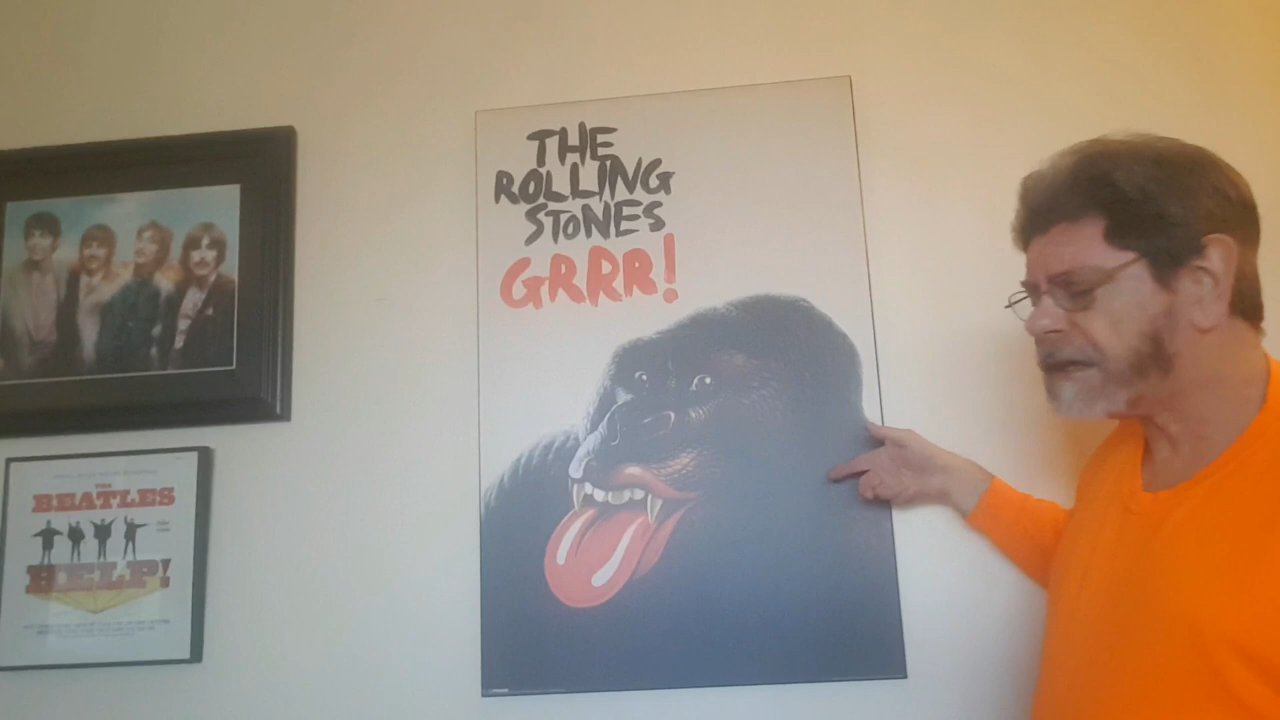 THE
ROLLING
STONES
GRRR!
THE
BEATLES
HELP!